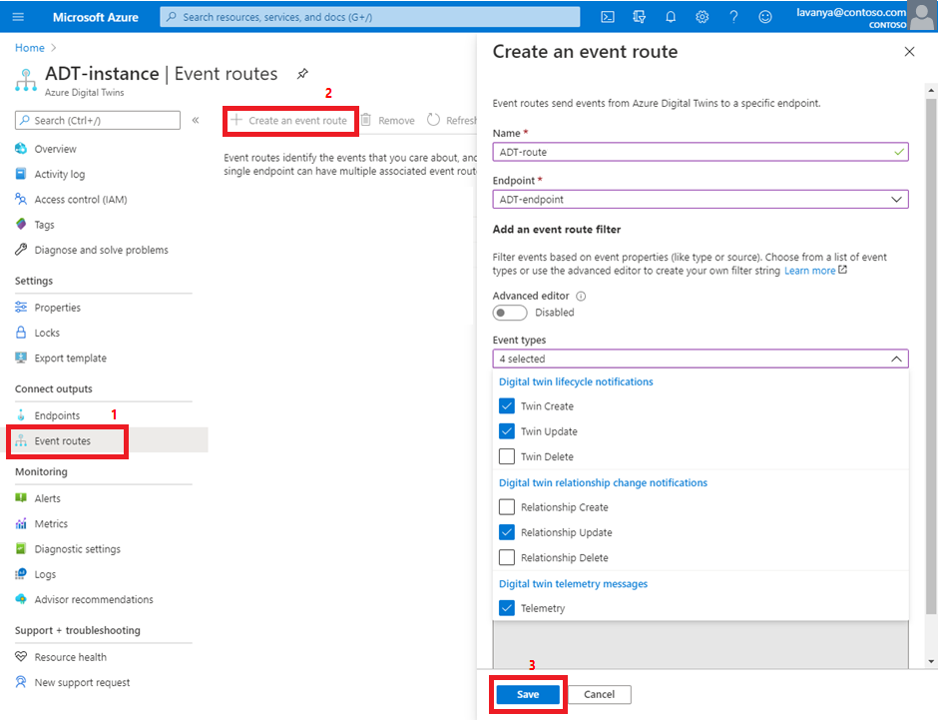 Microsoft Azure
Search resources, services, and docs (G+/)
lavanya@contoso.com
CONTOSO
Home
ADT-instance | Event routes
Azure Digital Twins
Search (Ctrl+/)
Overview
Activity log
Access control (IAM)
Tags
Diagnose and solve problems
Settings
Properties
Locks
Export template
Connect outputs
Endpoints
1
Event routes
Monitoring
Alerts
Metrics
Diagnostic settings
Logs
Advisor recommendations
Support + troubleshooting
Resource health
New support request
2
Create an event route
Remove
Refresh
Event routes identify the events that you care about, and
single endpoint can have multiple associated event route
Create an event route
Event routes send events from Azure Digital Twins to a specific endpoint.
Name *
ADT-route
Endpoint *
ADT-endpoint
Add an event route filter
Filter events based on event properties (like type or source). Choose from a list of event
types or use the advanced editor to create your own filter string Learn more
Advanced editor
Disabled
Event types
4 selected
Digital twin lifecycle notifications
Twin Create
Twin Update
Twin Delete
Digital twin relationship change notifications
Relationship Create
Relationship Update
Relationship Delete
Digital twin telemetry messages
Telemetry
3
Save
Cancel